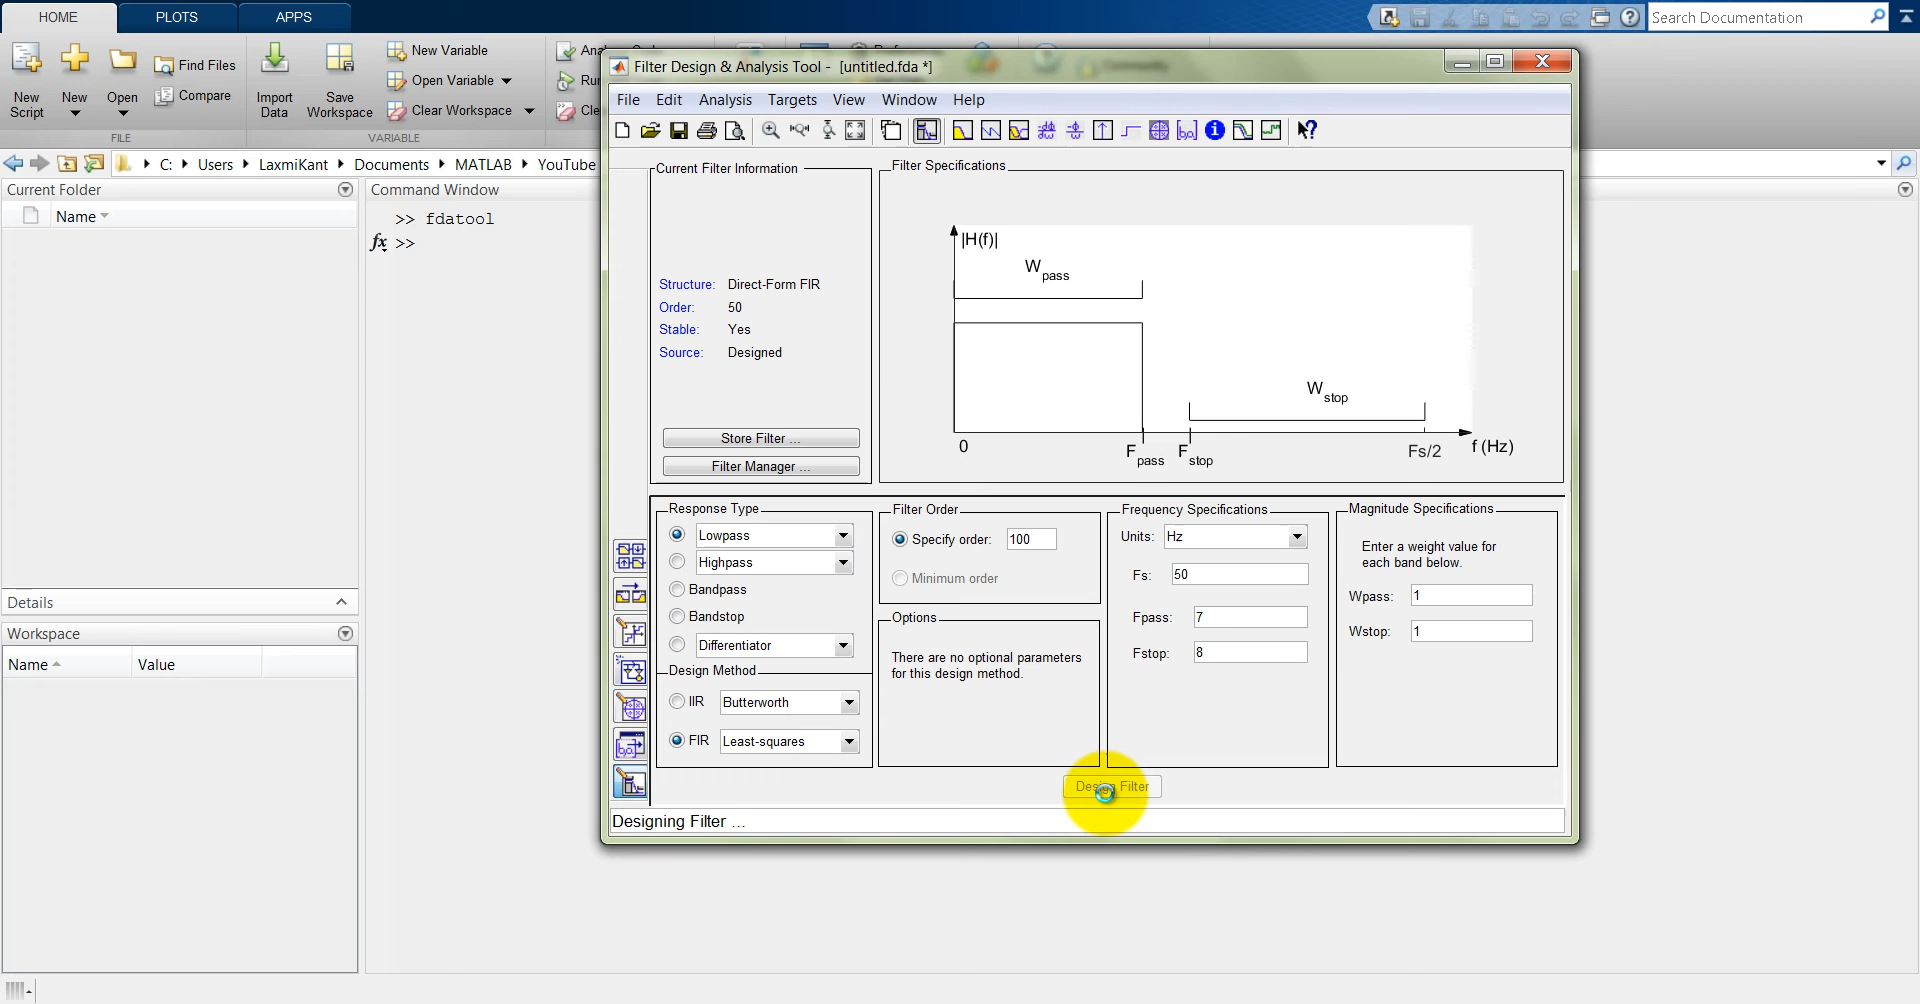 HOME PLOTS APPS
Search Documentation
New Script
New
Open
Find Files
Compare
FILE
Import Data
Save Workspace
New Variable
Open Variable
Clear Workspace
VARIABLE
C: Users LaxmiKant Documents MATLAB YouTube
Current Folder
Name
Details
Workspace
Name Value
Command Window
>> fdatool
fx >>
Filter Design & Analysis Tool - [untitled.fda *]
File Edit Analysis Targets View Window Help
Current Filter Information
Structure: Direct-Form FIR
Order: 50
Stable: Yes
Source: Designed
Store Filter ...
Filter Manager ...
Filter Specifications
|H(f)|
Wpass
Wstop
0 Fpass Fstop Fs/2 f (Hz)
Response Type
Lowpass
Highpass
Bandpass
Bandstop
Differentiator
Design Method
IIR Butterworth
FIR Least-squares
Filter Order
Specify order: 100
Minimum order
Options
There are no optional parameters
for this design method.
Frequency Specifications
Units: Hz
Fs: 50
Fpass: 7
Fstop: 8
Magnitude Specifications
Enter a weight value for
each band below.
Wpass: 1
Wstop: 1
Design Filter
Designing Filter ...